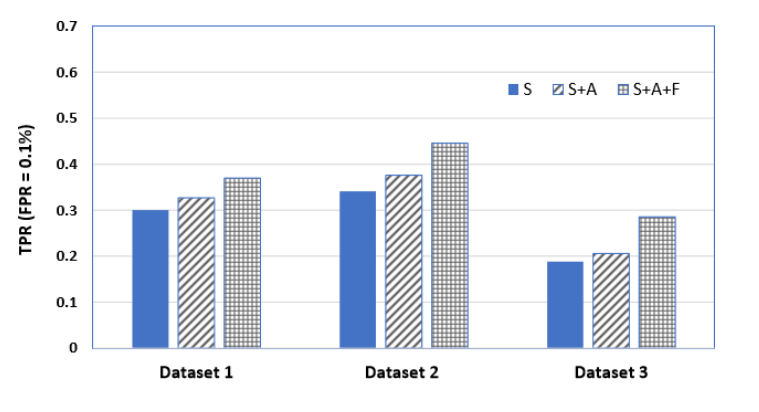 0.7
0.6
0.5
0.4
0.3
0.2
0.1
0
TPR (FPR = 0.1%)
S S+A S+A+F
Dataset 1 Dataset 2 Dataset 3